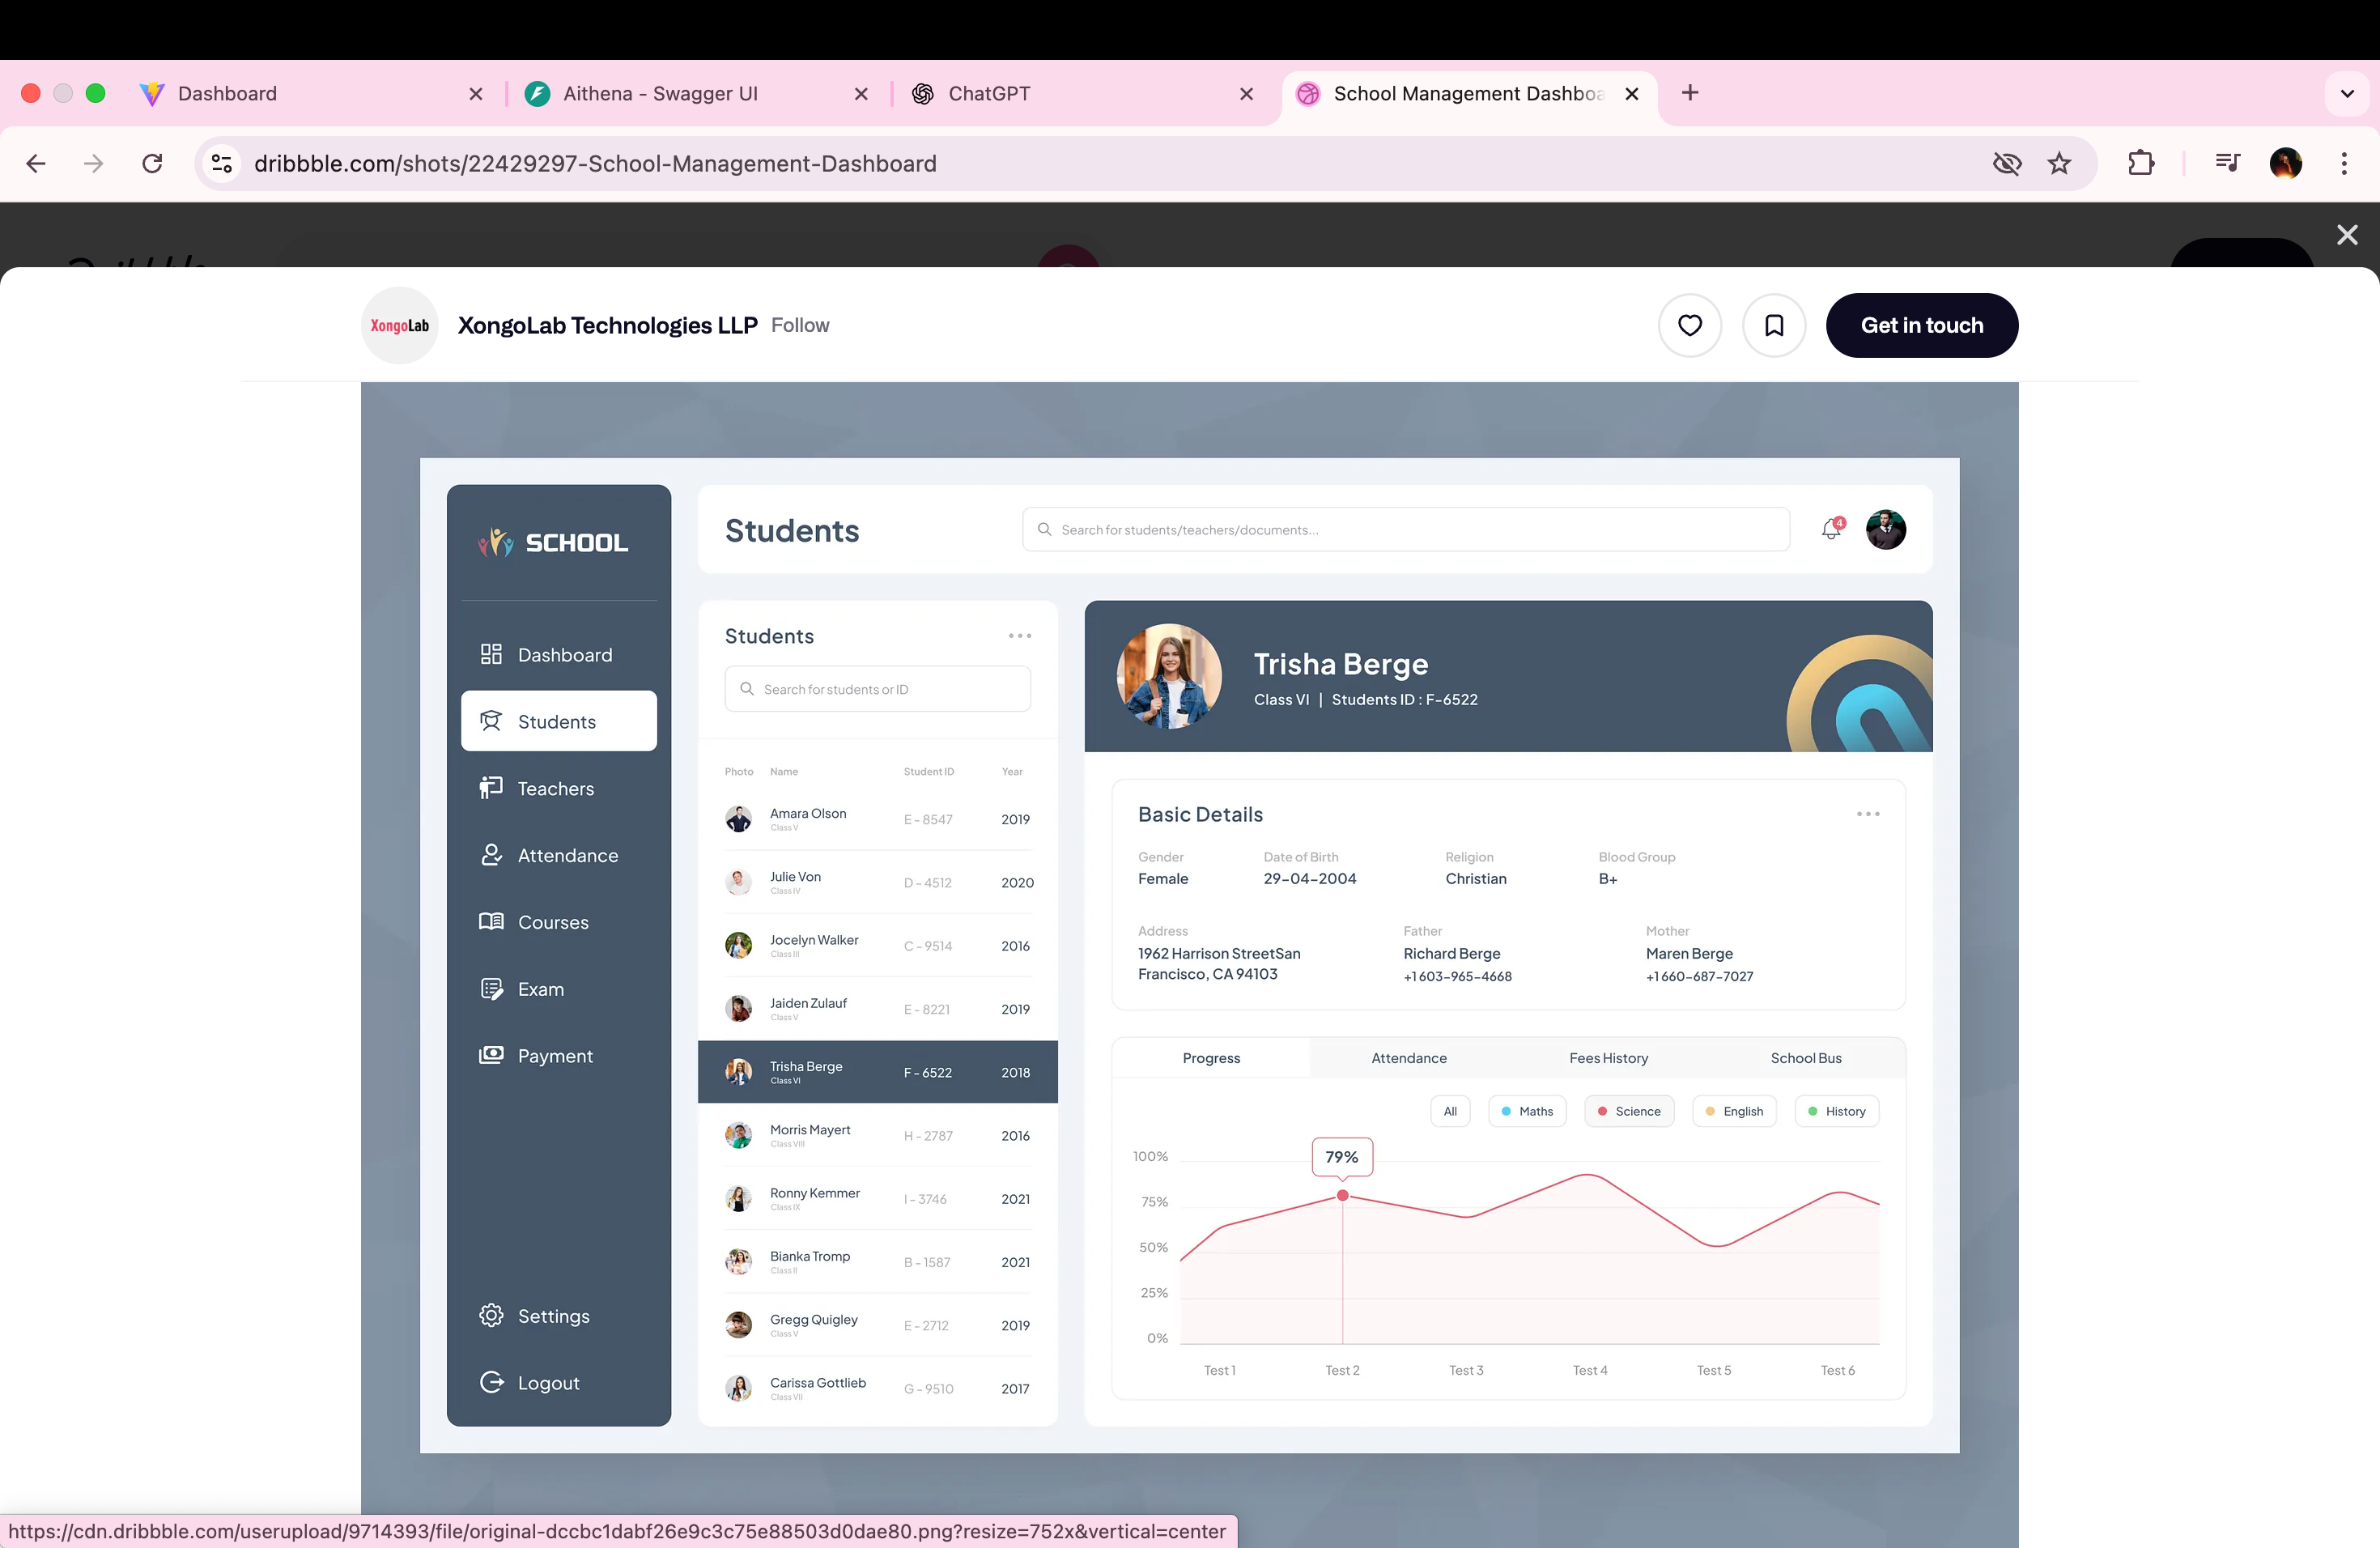 Dashboard
Aithena - Swagger UI
ChatGPT
School Management Dashboa
dribbble.com/shots/22429297-School-Management-Dashboard
XongoLab
XongoLab Technologies LLP Follow
Get in touch
SCHOOL
Dashboard
Students
Teachers
Attendance
Courses
Exam
Payment
Settings
Logout
Students
Search for students/teachers/documents...
4
Students
Search for students or ID
Photo Name Student ID Year
Amara Olson
Class V
E - 8547 2019
Julie Von
Class IV
D - 4512 2020
Jocelyn Walker
Class III
C - 9514 2016
Jaiden Zulauf
Class V
E - 8221 2019
Trisha Berge
Class VI
F - 6522 2018
Morris Mayert
Class VIII
H - 2787 2016
Ronny Kemmer
Class IX
I - 3746 2021
Bianka Tromp
Class II
B - 1587 2021
Gregg Quigley
Class V
E - 2712 2019
Carissa Gottlieb
Class VII
G - 9510 2017
Trisha Berge
Class VI | Students ID : F-6522
Basic Details
Gender Date of Birth Religion Blood Group
Female 29-04-2004 Christian B+
Address Father Mother
1962 Harrison StreetSan
Francisco, CA 94103
Richard Berge
+1 603-965-4668
Maren Berge
+1 660-687-7027
Progress Attendance Fees History School Bus
All Maths Science English History
79%
100%
75%
50%
25%
0%
Test 1 Test 2 Test 3 Test 4 Test 5 Test 6
https://cdn.dribbble.com/userupload/9714393/file/original-dccbc1dabf26e9c3c75e88503d0dae80.png?resize=752x&vertical=center